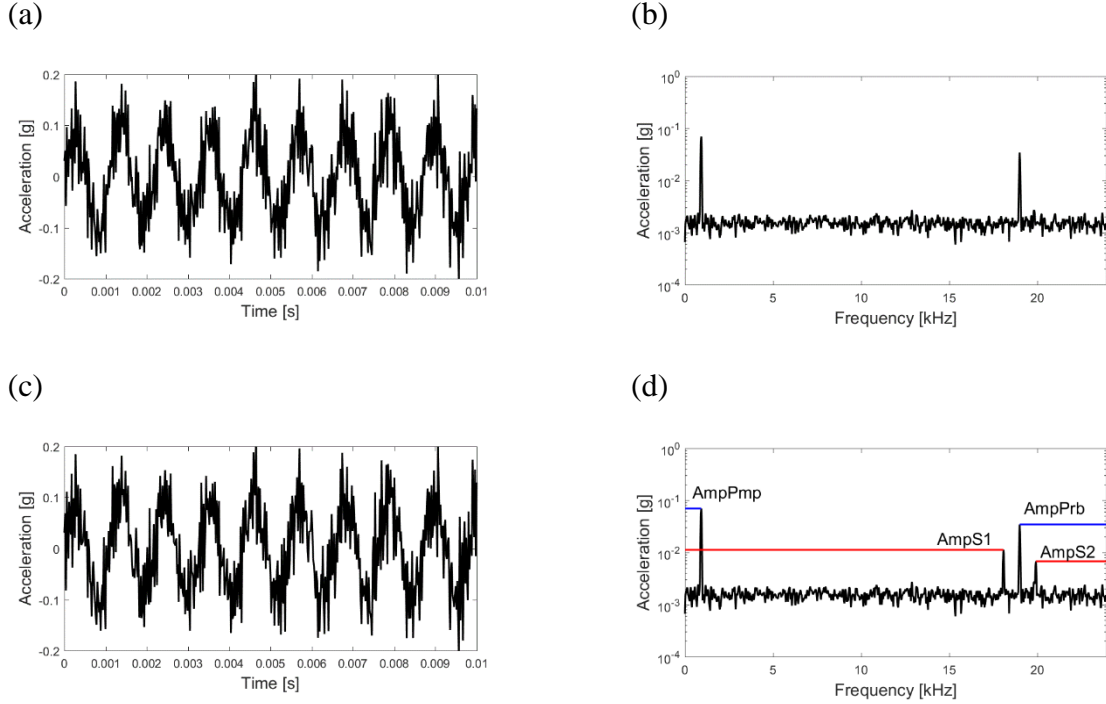 (a)
(b)
Acceleration [g]
0.2
0.1
0
-0.1
-0.2
0 0.001 0.002 0.003 0.004 0.005 0.006 0.007 0.008 0.009 0.01
Time [s]
Acceleration [g]
10^0
10^-1
10^-2
10^-3
10^-4
0 5 10 15 20
Frequency [kHz]
(c)
(d)
Acceleration [g]
0.2
0.1
0
-0.1
-0.2
0 0.001 0.002 0.003 0.004 0.005 0.006 0.007 0.008 0.009 0.01
Time [s]
Acceleration [g]
10^0
10^-1
10^-2
10^-3
10^-4
AmpPmp
AmpPrb
AmpS1
AmpS2
0 5 10 15 20
Frequency [kHz]